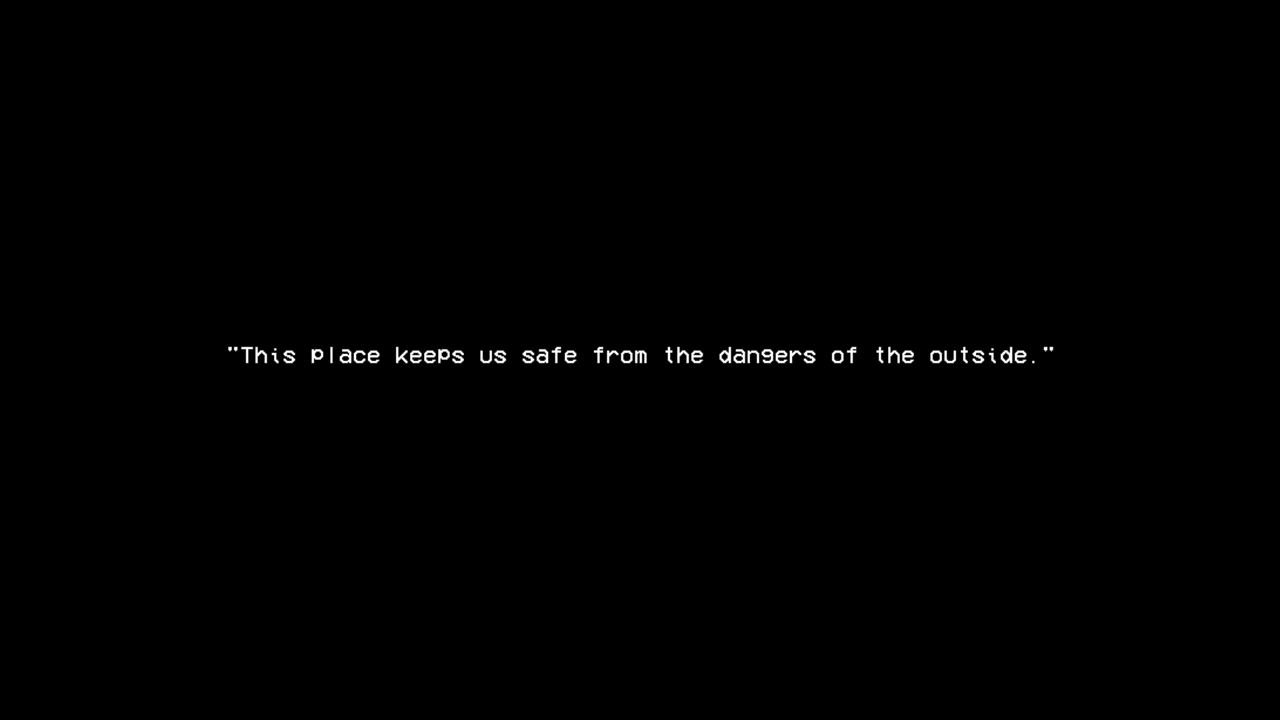 "This place keeps us safe from the dangers of the outside."